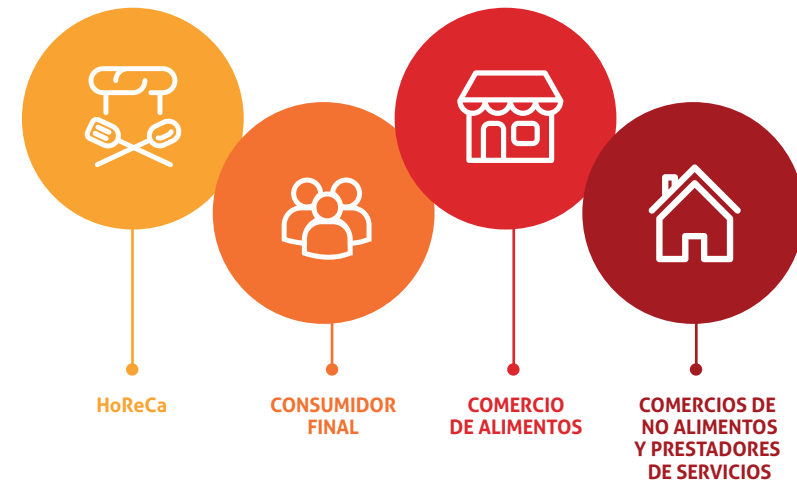 HoReCa
CONSUMIDOR
FINAL
COMERCIO
DE ALIMENTOS
COMERCIOS DE
NO ALIMENTOS
Y PRESTADORES
DE SERVICIOS